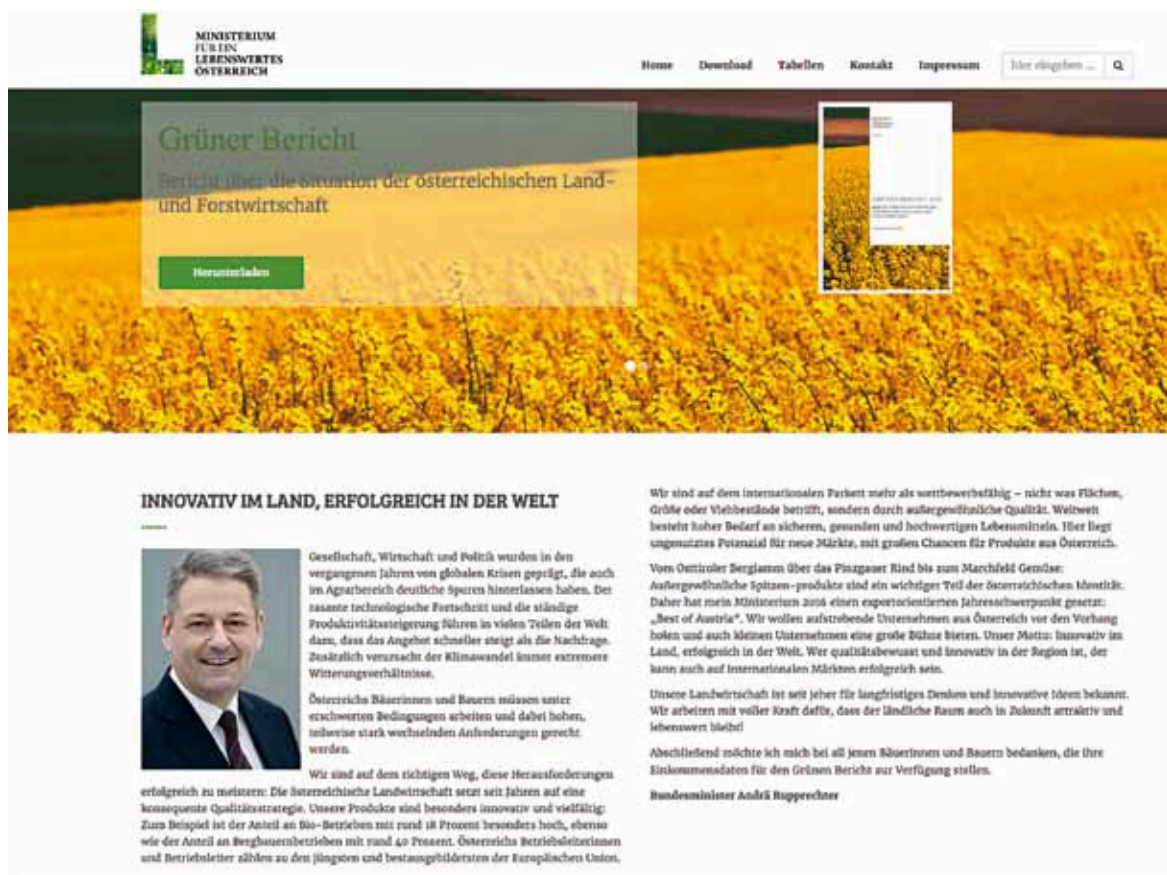 MINISTERIUM
FÜR EIN
LEBENSWERTES
ÖSTERREICH
Home Download Tabellen Kontakt Impressum hier eingeben ...
Grüner Bericht
Bericht über die Situation der österreichischen Land-
und Forstwirtschaft
Herunterladen
INNOVATIV IM LAND, ERFOLGREICH IN DER WELT
Gesellschaft, Wirtschaft und Politik wurden in den
vergangenen Jahren von globalen Krisen geprägt, die auch
im Agrarbereich deutliche Spuren hinterlassen haben. Der
rasante technologische Fortschritt und die ständige
Produktivitätssteigerung führen in vielen Teilen der Welt
dazu, dass das Angebot schneller steigt als die Nachfrage.
Zusätzlich verursacht der Klimawandel immer extremere
Witterungsverhältnisse.
Österreichs Bäuerinnen und Bauern müssen unter
erschwerten Bedingungen arbeiten und dabei hohen,
teilweise stark wechselnden Anforderungen gerecht
werden.
Wir sind auf dem richtigen Weg, diese Herausforderungen
erfolgreich zu meistern: Die österreichische Landwirtschaft setzt seit Jahren auf eine
konsequente Qualitätsstrategie. Unsere Produkte sind besonders innovativ und vielfältig:
Zum Beispiel ist der Anteil an Bio-Betrieben mit rund 18 Prozent besonders hoch, ebenso
wie der Anteil an Bergbauernbetrieben mit rund 40 Prozent. Österreichs Betriebsleiterinnen
und Betriebsleiter zählen zu den jüngsten und bestausgebildetsten der Europäischen Union.
Wir sind auf dem internationalen Parkett mehr als wettbewerbsfähig – nicht was Flächen,
Größe oder Viehbestände betrifft, sondern durch außergewöhnliche Qualität. Weltweit
besteht hoher Bedarf an sicheren, gesunden und hochwertigen Lebensmitteln. Hier liegt
ungenutztes Potenzial für neue Märkte, mit großen Chancen für Produkte aus Österreich.
Vom Osttiroler Berglamm über das Pinzgauer Rind bis zum Marchfeld Gemüse:
Außergewöhnliche Spitzen-produkte sind ein wichtiger Teil der österreichischen Identität.
Daher hat mein Ministerium 2016 einen exportorientierten Jahresschwerpunkt gesetzt:
„Best of Austria". Wir wollen aufstrebende Unternehmen aus Österreich vor den Vorhang
holen und auch kleinen Unternehmen eine große Bühne bieten. Unser Motto: Innovativ im
Land, erfolgreich in der Welt. Wer qualitätsbewusst und innovativ in der Region ist, der
kann auch auf internationalen Märkten erfolgreich sein.
Unsere Landwirtschaft ist seit jeher für langfristiges Denken und innovative Ideen bekannt.
Wir arbeiten mit voller Kraft dafür, dass der ländliche Raum auch in Zukunft attraktiv und
lebenswert bleibt!
Abschließend möchte ich mich bei all jenen Bäuerinnen und Bauern bedanken, die ihre
Einkommensdaten für den Grünen Bericht zur Verfügung stellen.
Bundesminister Andrä Rupprechter